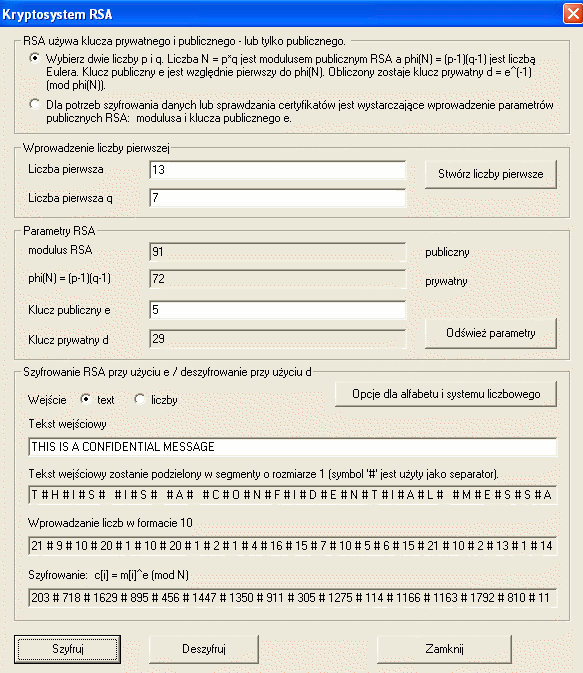 Kryptosystem RSA
RSA używa klucza prywatnego i publicznego - lub tylko publicznego.
Wybierz dwie liczby p i q. Liczba N = p*q jest modulusem publicznym RSA a phi(N) = (p-1)(q-1) jest liczbą
Eulera. Klucz publiczny e jest względnie pierwszy do phi(N). Obliczony zostaje klucz prywatny d = e^(-1)
(mod phi(N)).
Dla potrzeb szyfrowania danych lub sprawdzania certyfikatów jest wystarczające wprowadzenie parametrów
publicznych RSA: modulusa i klucza publicznego e.
Wprowadzenie liczby pierwszej
Liczba pierwsza 13 Stwórz liczby pierwsze
Liczba pierwsza q 7
Parametry RSA
modulus RSA 91 publiczny
phi(N) = (p-1)(q-1) 72 prywatny
Klucz publiczny e 5
Klucz prywatny d 29 Odśwież parametry
Szyfrowanie RSA przy użyciu e / deszyfrowanie przy użyciu d
Wejście text liczby Opcje dla alfabetu i systemu liczbowego
Tekst wejściowy
THIS IS A CONFIDENTIAL MESSAGE
Tekst wejściowy zostanie podzielony w segmenty o rozmiarze 1 (symbol '#' jest użyty jako separator).
T # H # I # S # # I # S # # A # # C # O # N # F # I # D # E # N # T # I # A # L # # M # E # S # S # A
Wprowadzanie liczb w formacie 10
21 # 9 # 10 # 20 # 1 # 10 # 20 # 1 # 2 # 1 # 4 # 16 # 15 # 7 # 10 # 5 # 6 # 15 # 21 # 10 # 2 # 13 # 1 # 14
Szyfrowanie: c[i] = m[i]^e (mod N)
203 # 718 # 1629 # 895 # 456 # 1447 # 1350 # 911 # 305 # 1275 # 114 # 1166 # 1163 # 1792 # 810 # 11
Szyfruj Deszyfruj Zamknij